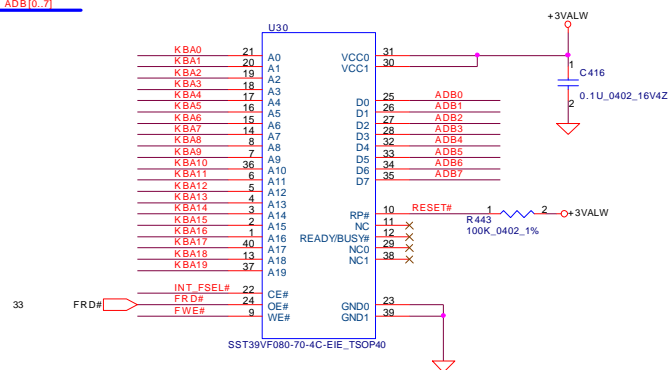 ADB[0..7]
U30
+3VALW
KBA0 21 A0 VCC0 31
KBA1 20 A1 VCC1 30
KBA2 19 A2
KBA3 18 A3
KBA4 17 A4 D0 25 ADB0
KBA5 16 A5 D1 26 ADB1
KBA6 15 A6 D2 27 ADB2
KBA7 14 A7 D3 28 ADB3
KBA8 8 A8 D4 32 ADB4
KBA9 7 A9 D5 33 ADB5
KBA10 36 A10 D6 34 ADB6
KBA11 6 A11 D7 35 ADB7
KBA12 5 A12
KBA13 4 A13
KBA14 3 A14 RP# 10 RESET# 1 2 +3VALW
KBA15 2 A15 NC 11
KBA16 1 A16 READY/BUSY# 12
KBA17 40 A17 NC0 29
KBA18 13 A18 NC1 38
KBA19 37 A19
1
C416
0.1U_0402_16V4Z
2
R443
100K_0402_1%
INT_FSEL# 22 CE# GND0 23
33 FRD# FRD# 24 OE# GND1 39
FWE# 9 WE#
SST39VF080-70-4C-EIE_TSOP40